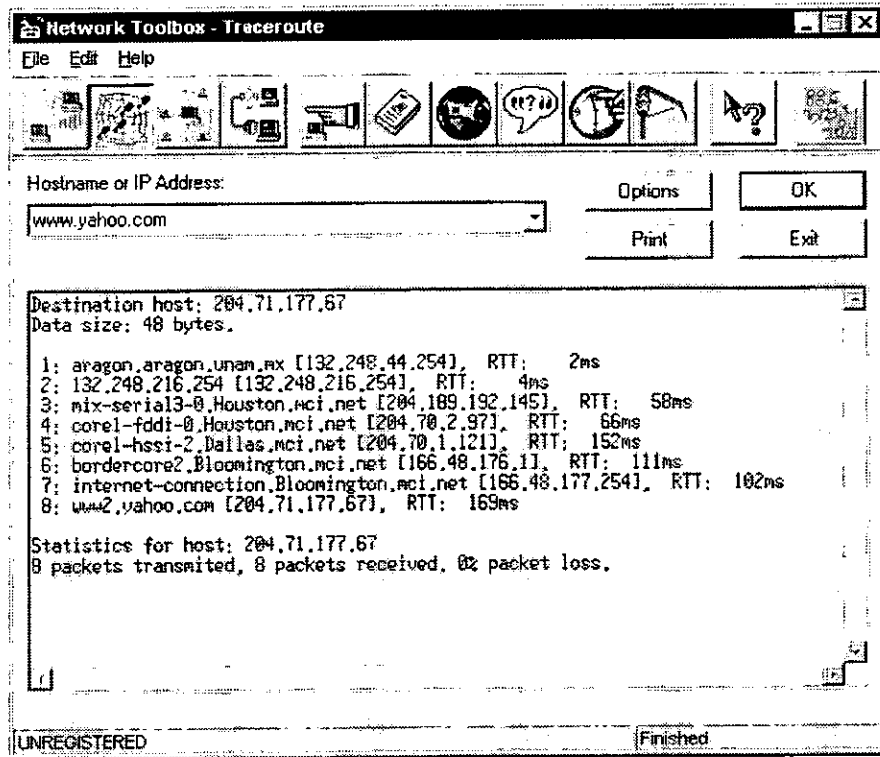 Network Toolbox - Traceroute
File Edit Help
Hostname or IP Address:
www.yahoo.com
Options
OK
Print
Exit
Destination host: 204.71.177.67
Data size: 48 bytes.
1: aragon.aragon.unam.mx [132.248.44.254], RTT: 2ms
2: 132.248.216.254 [132.248.216.254], RTT: 4ms
3: mix-serial3-0.Houston.mci.net [204.189.192.145], RTT: 58ms
4: corel-fddi-0.Houston.mci.net [204.70.2.97], RTT: 66ms
5: corel-hssi-2.Dallas.mci.net [204.70.1.121], RTT: 152ms
6: bordercore2.Bloomington.mci.net [166.48.176.1], RTT: 111ms
7: internet-connection.Bloomington.mci.net [166.48.177.254], RTT: 102ms
8: www2.yahoo.com [204.71.177.67], RTT: 169ms
Statistics for host: 204.71.177.67
8 packets transmited, 8 packets received, 0% packet loss.
UNREGISTERED
Finished